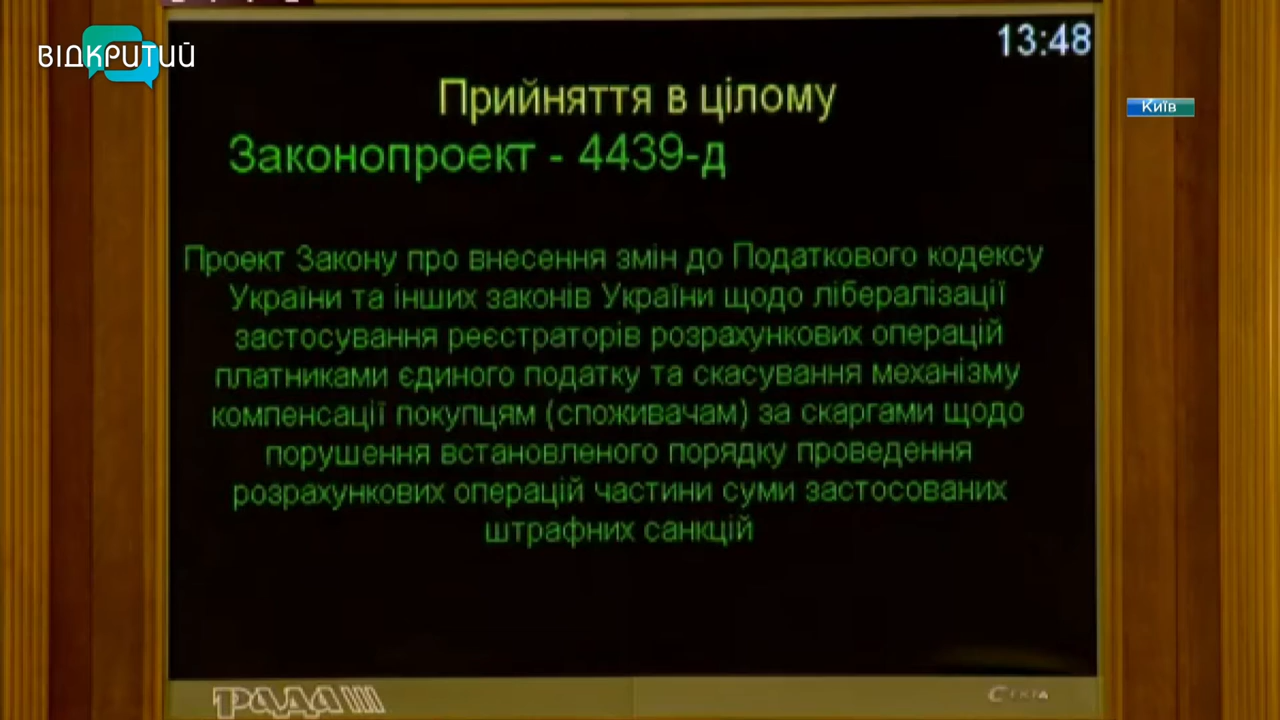 ВІДКРИТИЙ
13:48
Київ
Прийняття в цілому
Законопроект - 4439-д
Проект Закону про внесення змін до Податкового кодексу
України та інших законів України щодо лібералізації
застосування реєстраторів розрахункових операцій
платниками єдиного податку та скасування механізму
компенсації покупцям (споживачам) за скаргами щодо
порушення встановленого порядку проведення
розрахункових операцій частини суми застосованих
штрафних санкцій
РАДА